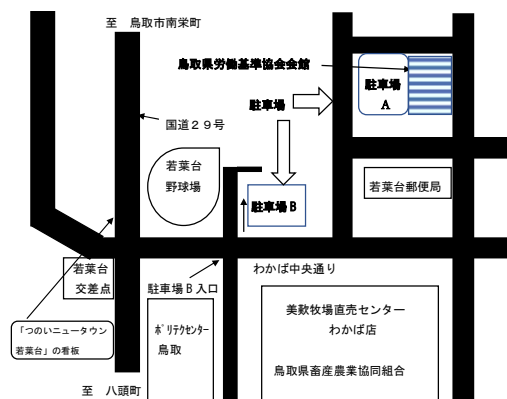 至　鳥取市南栄町
鳥取県労働基準協会会館
駐車場
A
駐車場
国道２９号
若葉台
野球場
駐車場 B
若葉台郵便局
若葉台
交差点
駐車場 B 入口
わかば中央通り
「つのいニュータウン
若葉台」の看板
ﾎﾟﾘﾃｸｾﾝﾀｰ
鳥取
美歎牧場直売センター
わかば店
鳥取県畜産農業協同組合
至　八頭町